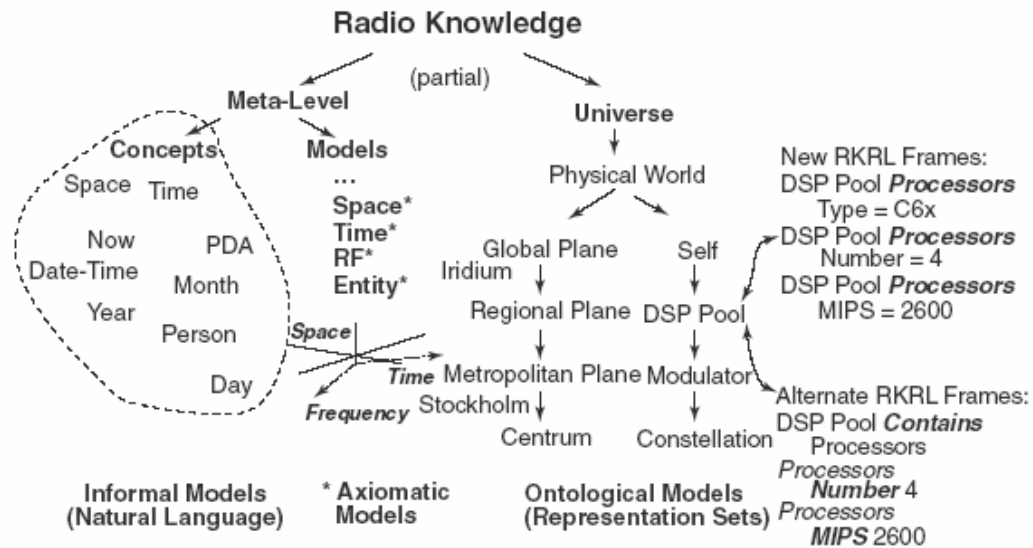 Radio Knowledge
(partial)
Meta-Level
Universe
Concepts
Models
Space
Time
Now
PDA
Date-Time
Month
Year
Person
Day
...
Space*
Time*
RF*
Entity*
Physical World
Global Plane
Self
Iridium
Regional Plane
DSP Pool
Space
Time
Frequency
Metropolitan Plane
Modulator
Stockholm
Centrum
Constellation
New RKRL Frames:
DSP Pool Processors
Type = C6x
DSP Pool Processors
Number = 4
DSP Pool Processors
MIPS = 2600
Alternate RKRL Frames:
DSP Pool Contains
Processors
Processors
Number 4
Processors
MIPS 2600
Informal Models
(Natural Language)
* Axiomatic
Models
Ontological Models
(Representation Sets)